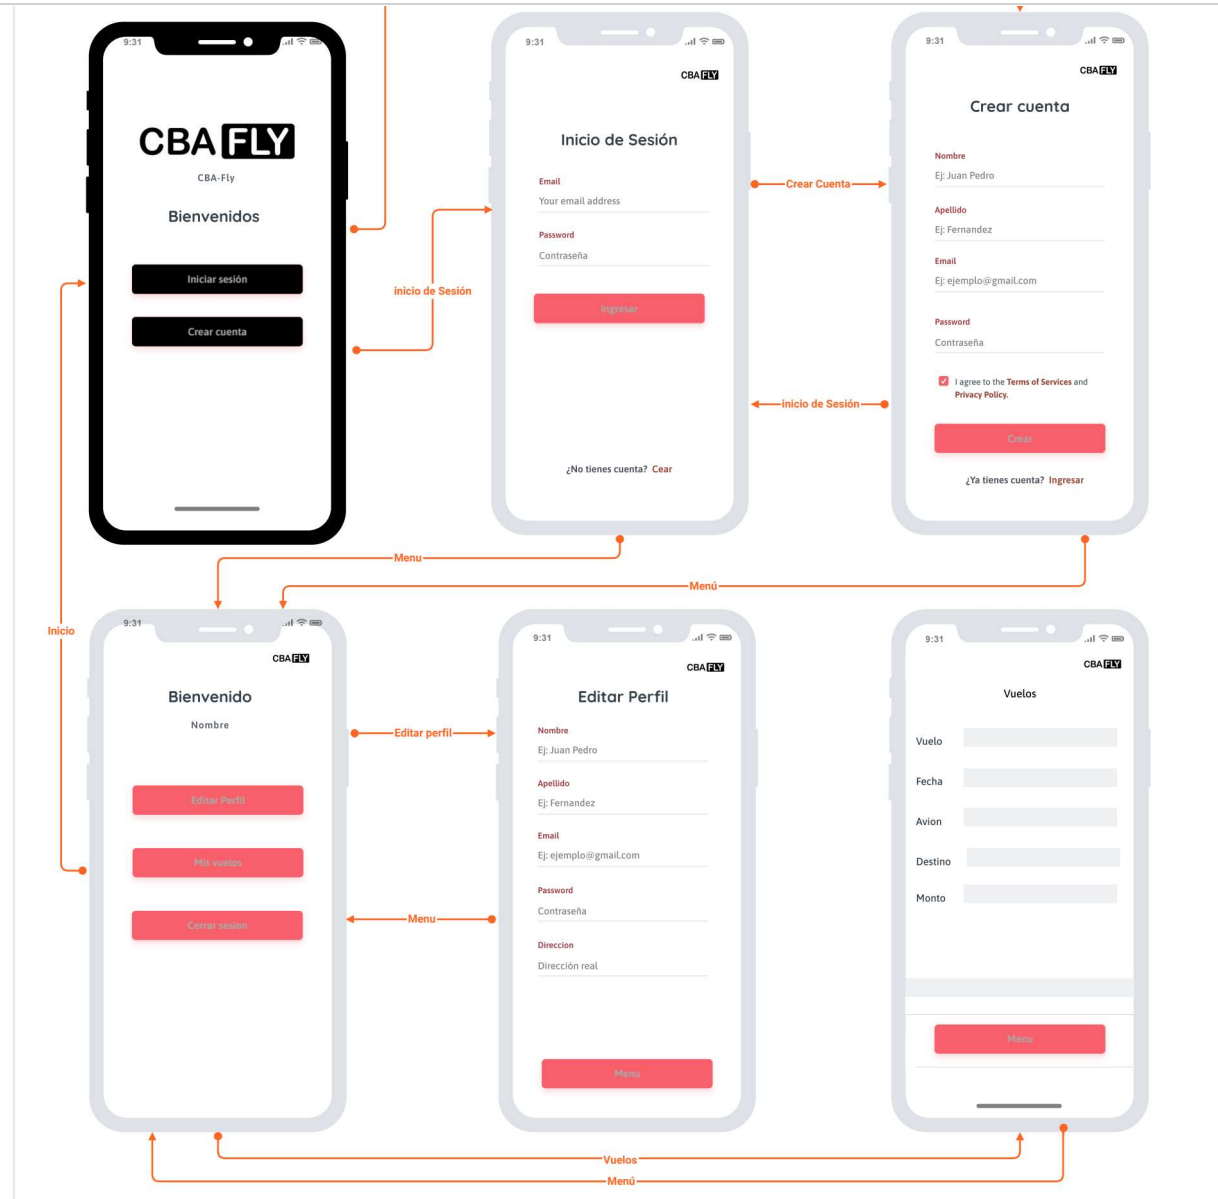 9:31
CBA FLY
CBA-Fly
Bienvenidos
Iniciar sesión
Crear cuenta
inicio de Sesión
9:31
CBA FLY
Inicio de Sesión
Email
Your email address
Password
Contraseña
Ingresar
¿No tienes cuenta? Cear
Crear Cuenta
inicio de Sesión
9:31
CBA FLY
Crear cuenta
Nombre
Ej: Juan Pedro
Apellido
Ej: Fernandez
Email
Ej: ejemplo@gmail.com
Password
Contraseña
I agree to the Terms of Services and
Privacy Policy.
Crear
¿Ya tienes cuenta? Ingresar
Menu
Menú
Inicio
9:31
CBA FLY
Bienvenido
Nombre
Editar Perfil
Mis vuelos
Cerrar sesion
Editar perfil
Menu
9:31
CBA FLY
Editar Perfil
Nombre
Ej: Juan Pedro
Apellido
Ej: Fernandez
Email
Ej: ejemplo@gmail.com
Password
Contraseña
Direccion
Dirección real
Menu
9:31
CBA FLY
Vuelos
Vuelo
Fecha
Avion
Destino
Monto
Menu
Vuelos
Menú